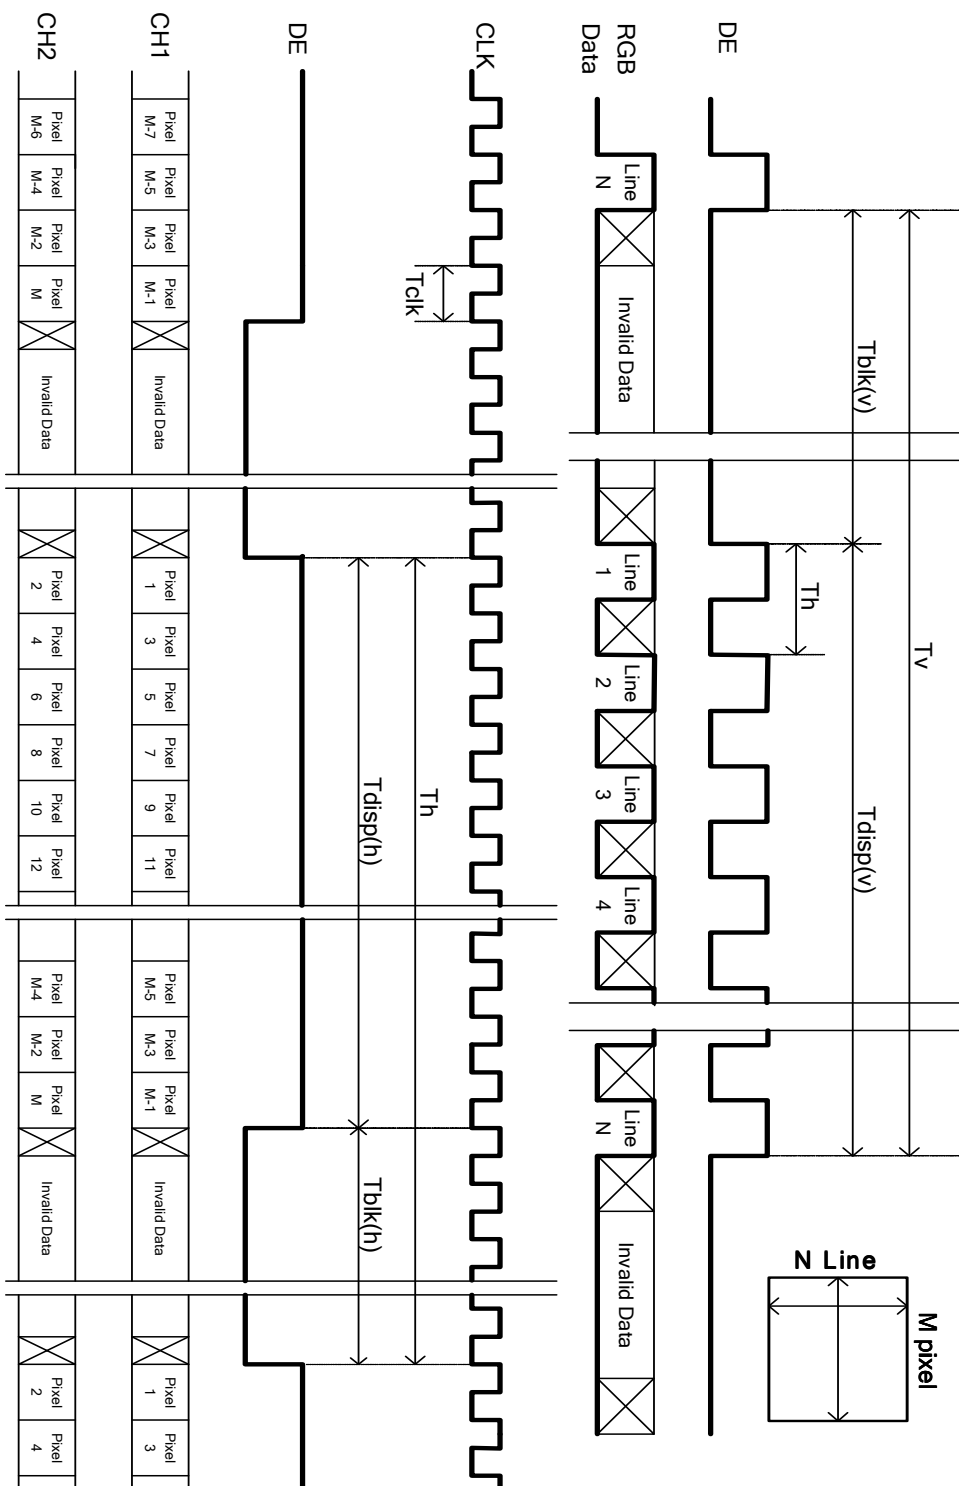 M pixel
N Line
Tv
Tblk(v)
Tdisp(v)
Th
DE
RGB
Data
Line
N
Invalid Data
Line
1
Line
2
Line
3
Line
4
Line
N
Invalid Data
CLK
Tclk
Th
Tdisp(h)
Tblk(h)
DE
CH1
Pixel
M-7
Pixel
M-5
Pixel
M-3
Pixel
M-1
Invalid Data
Pixel
1
Pixel
3
Pixel
5
Pixel
7
Pixel
9
Pixel
11
Pixel
M-5
Pixel
M-3
Pixel
M-1
Invalid Data
Pixel
1
Pixel
3
CH2
Pixel
M-6
Pixel
M-4
Pixel
M-2
Pixel
M
Invalid Data
Pixel
2
Pixel
4
Pixel
6
Pixel
8
Pixel
10
Pixel
12
Pixel
M-4
Pixel
M-2
Pixel
M
Invalid Data
Pixel
2
Pixel
4